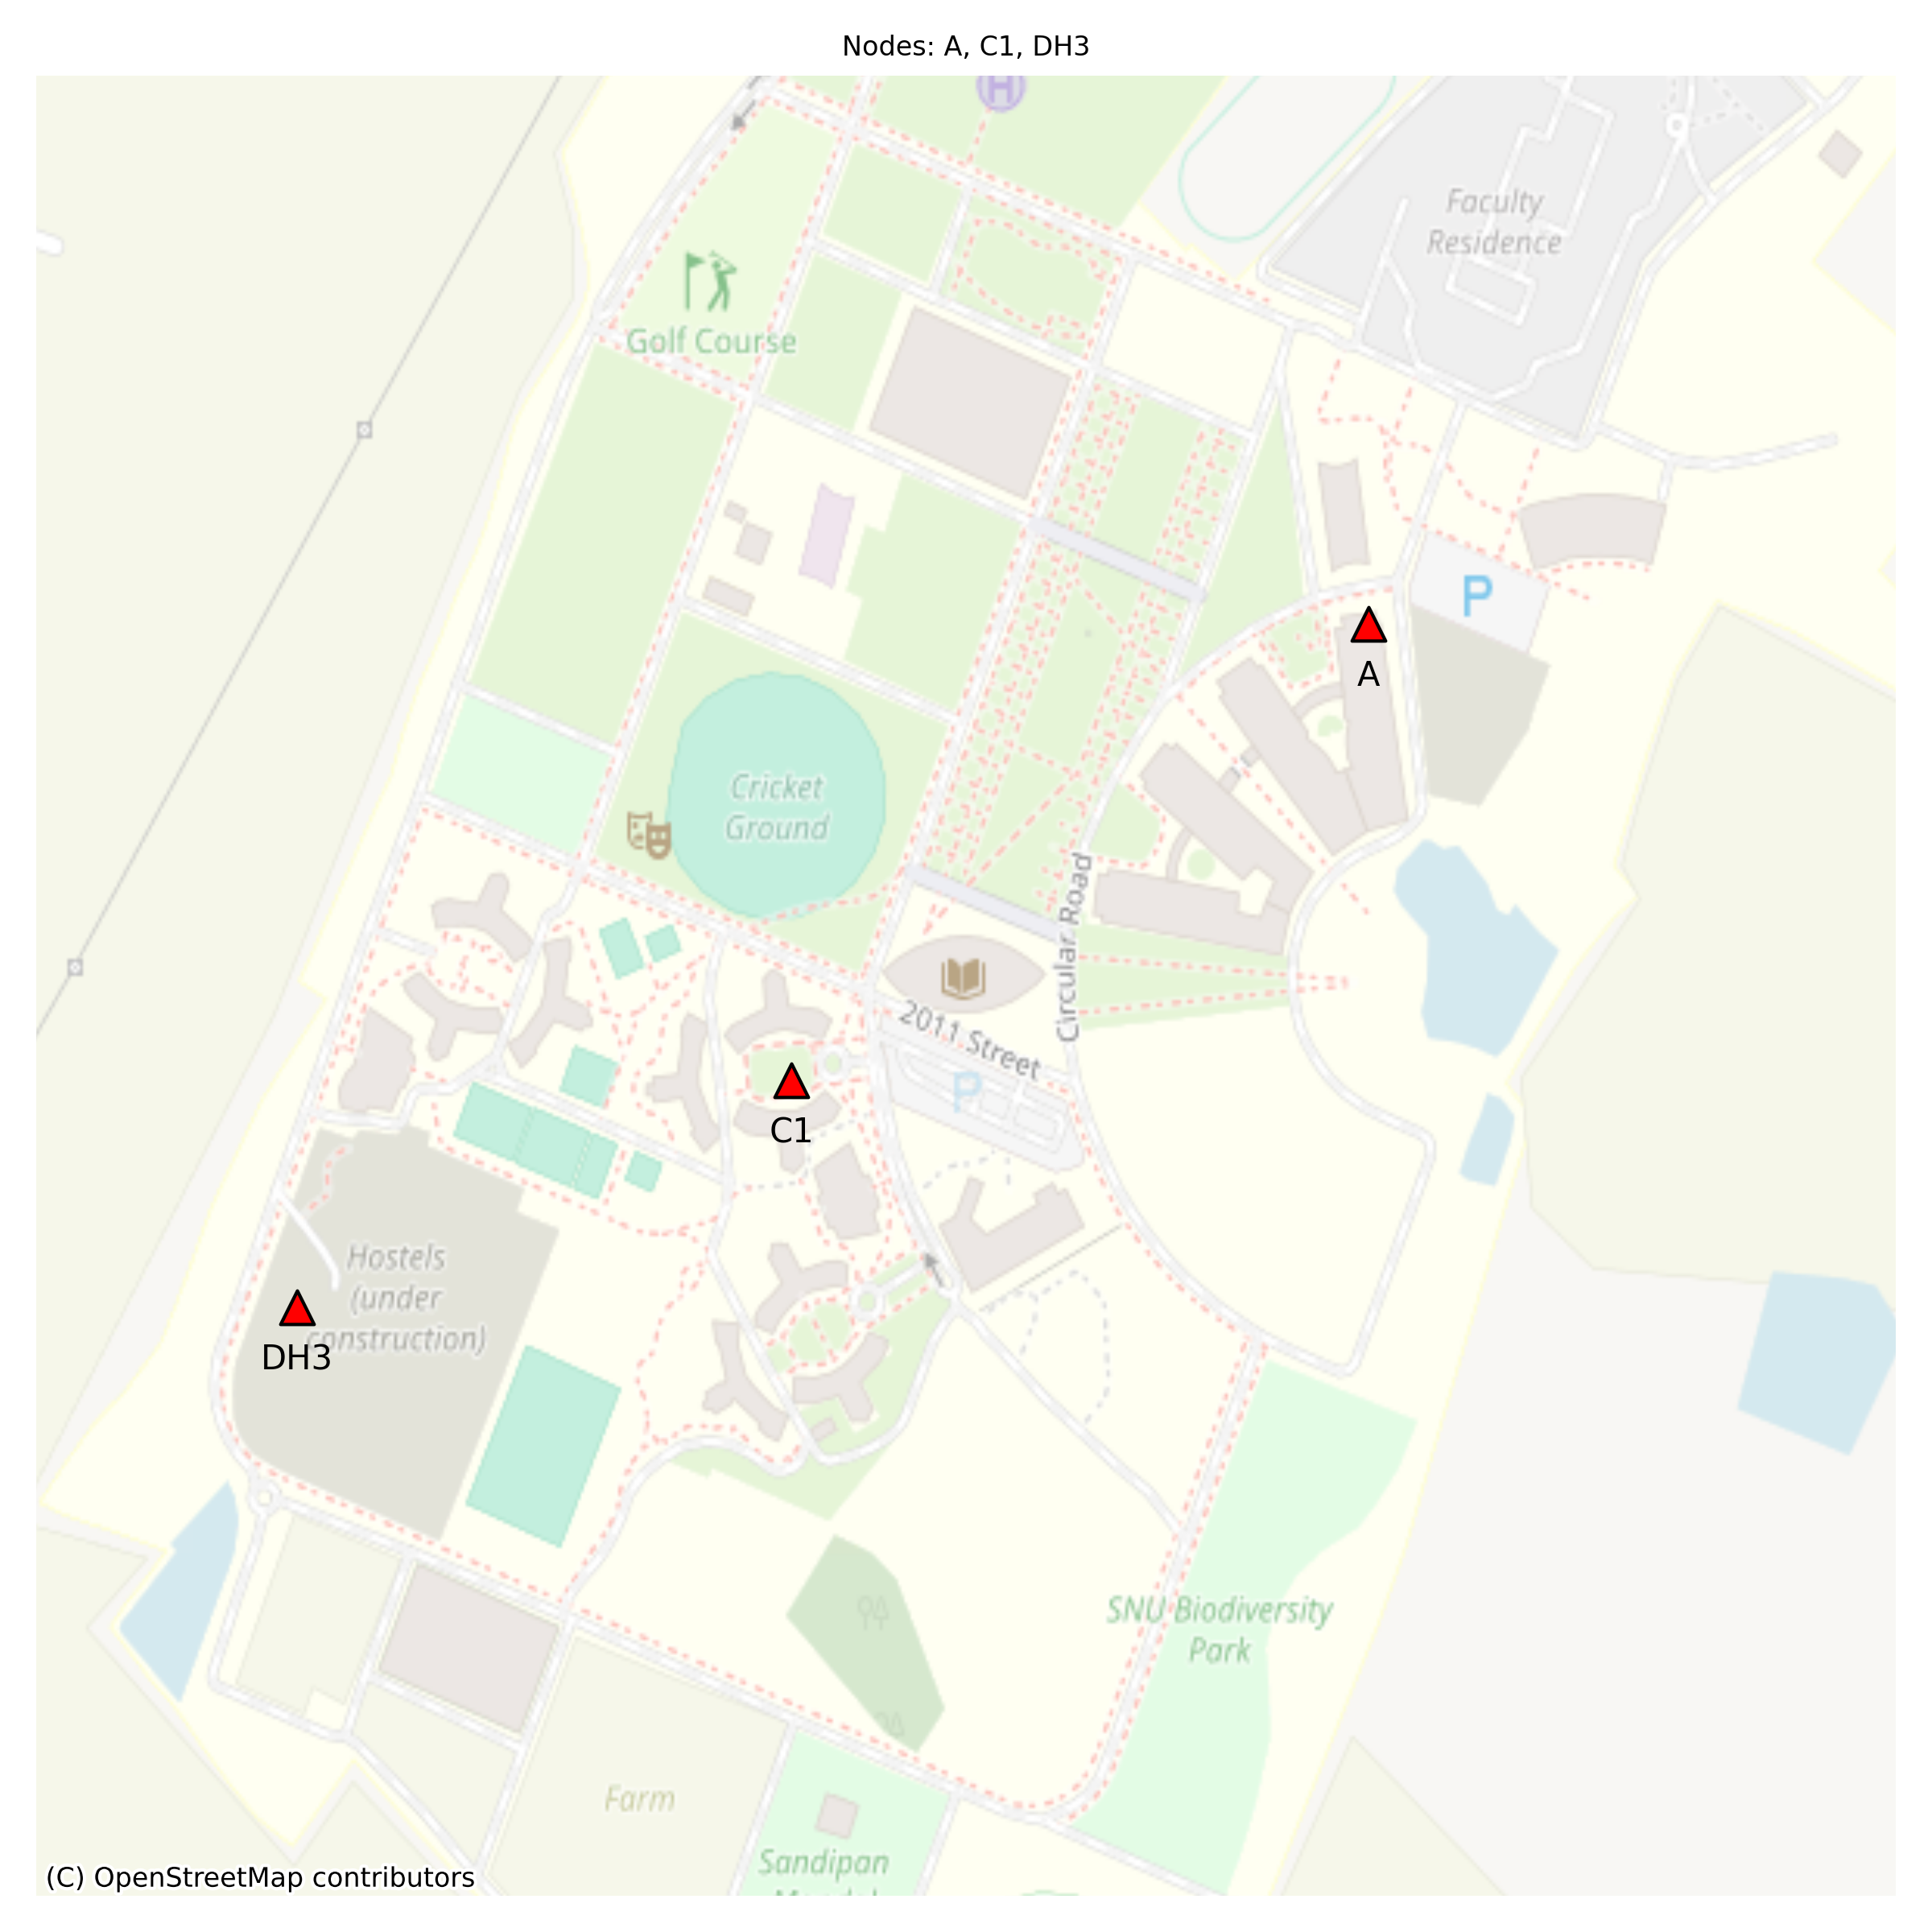 Nodes: A, C1, DH3
H
Faculty
Residence
Golf Course
P
A
Cricket
Ground
Circular Road
2011 Street
P
C1
Hostels
(under
construction)
DH3
SNU Biodiversity
Park
Farm
Sandipan
(C) OpenStreetMap contributors